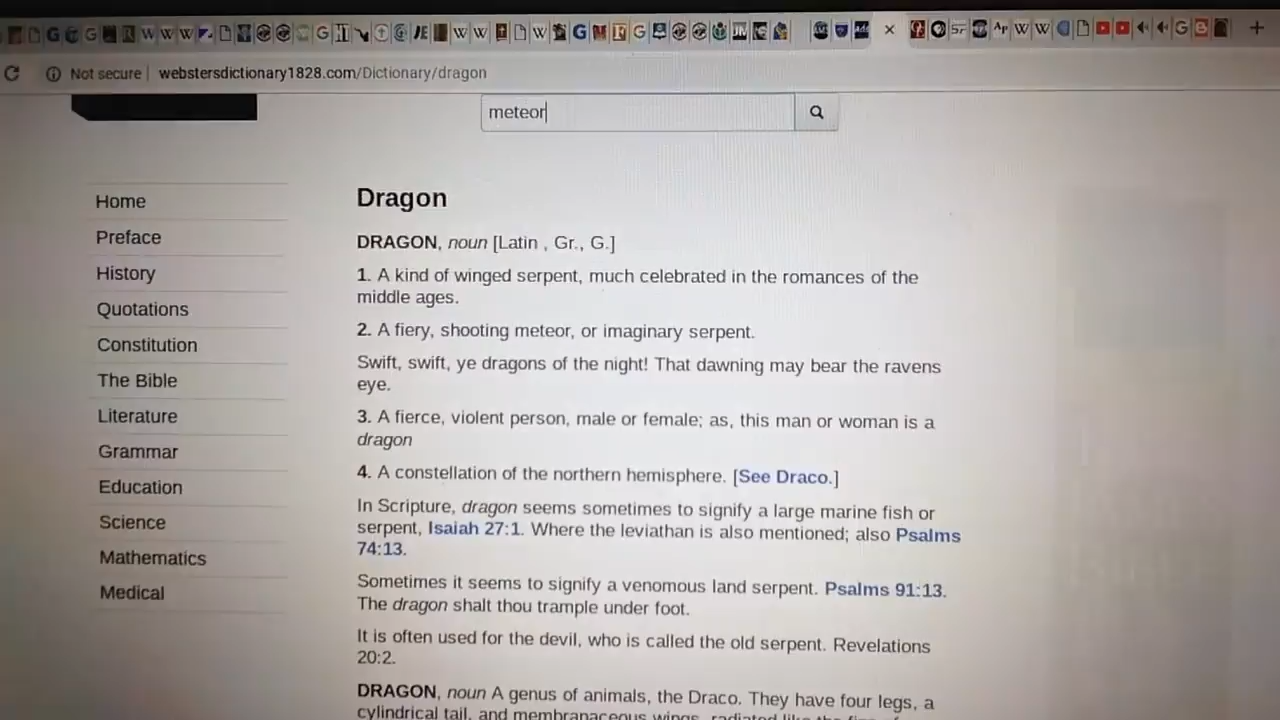 Not secure | webstersdictionary1828.com/Dictionary/dragon
meteor
Home
Preface
History
Quotations
Constitution
The Bible
Literature
Grammar
Education
Science
Mathematics
Medical
Dragon
DRAGON, noun [Latin , Gr., G.]
1. A kind of winged serpent, much celebrated in the romances of the
middle ages.
2. A fiery, shooting meteor, or imaginary serpent.
Swift, swift, ye dragons of the night! That dawning may bear the ravens
eye.
3. A fierce, violent person, male or female; as, this man or woman is a
dragon
4. A constellation of the northern hemisphere. [See Draco.]
In Scripture, dragon seems sometimes to signify a large marine fish or
serpent, Isaiah 27:1. Where the leviathan is also mentioned; also Psalms
74:13.
Sometimes it seems to signify a venomous land serpent. Psalms 91:13.
The dragon shalt thou trample under foot.
It is often used for the devil, who is called the old serpent. Revelations
20:2.
DRAGON, noun A genus of animals, the Draco. They have four legs, a
cylindrical tail, and membranaceous wings, radiated like the